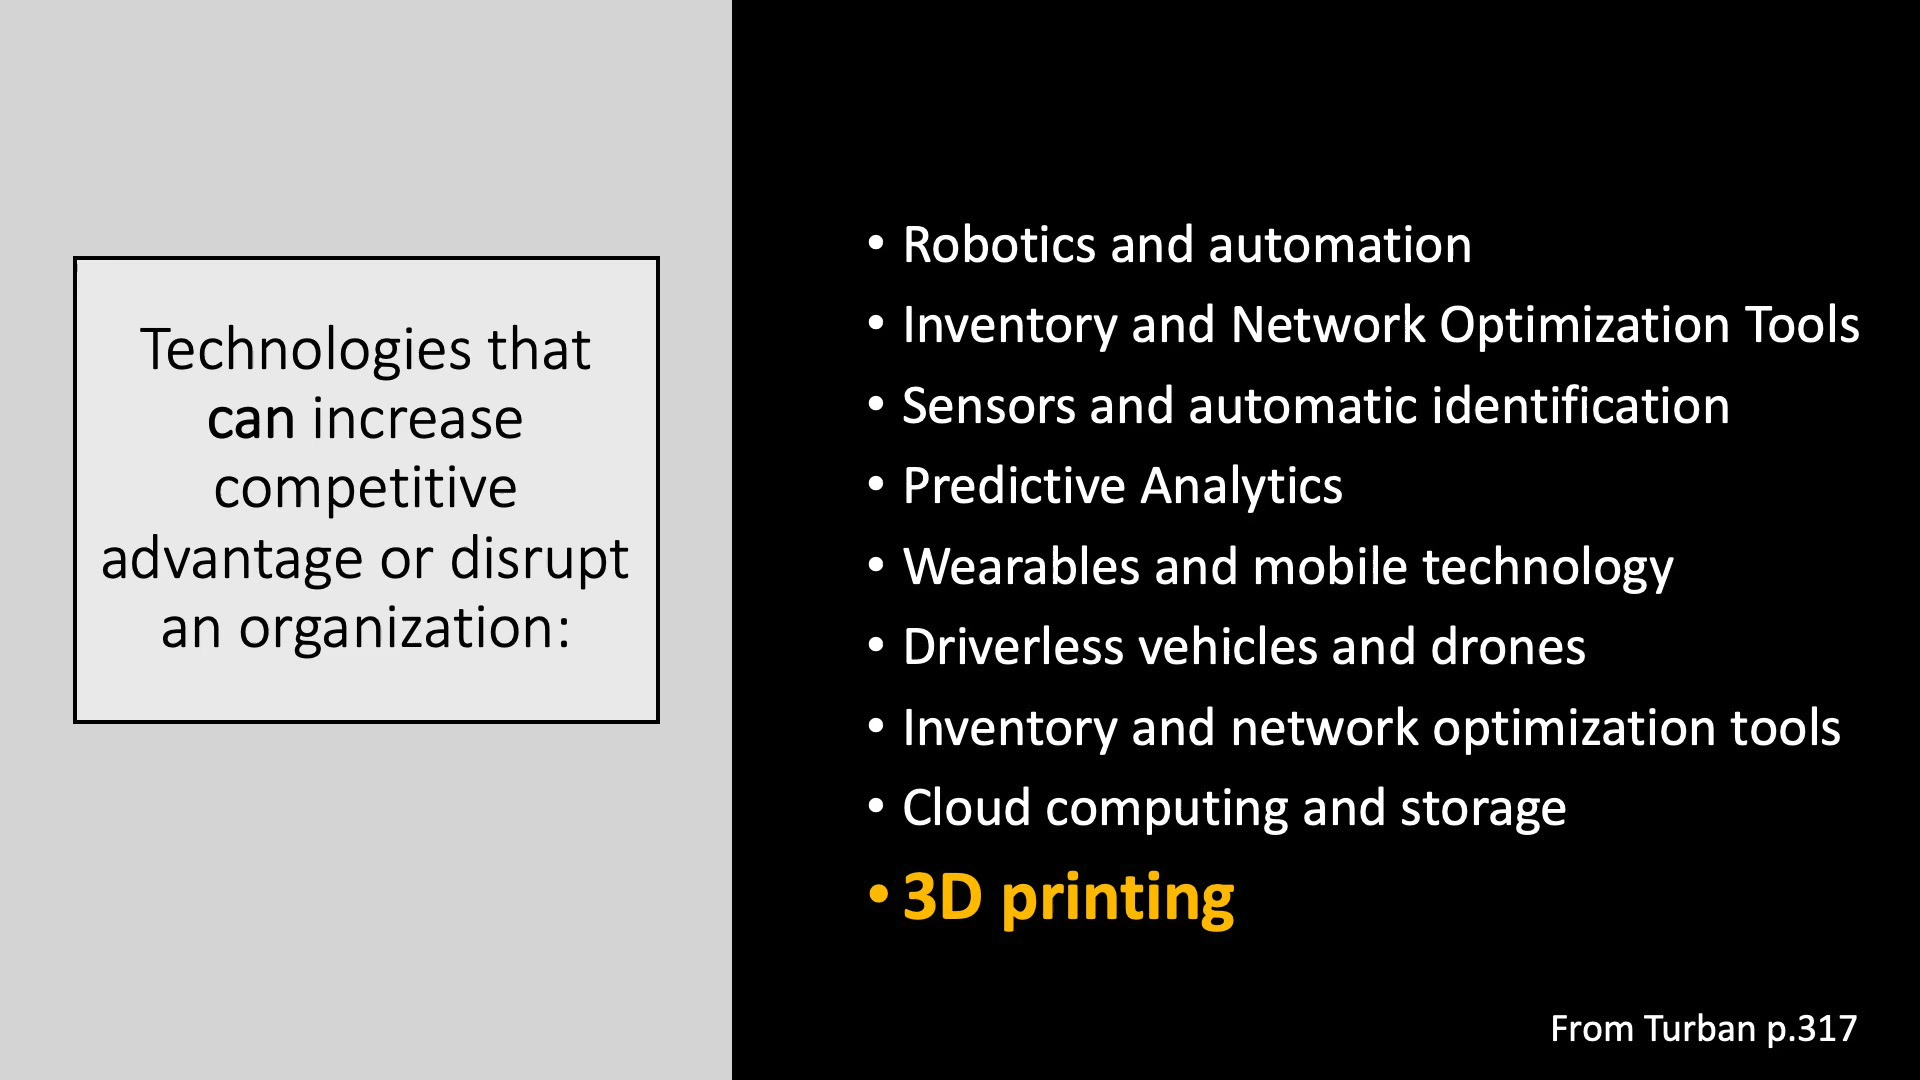 Technologies that
can increase
competitive
advantage or disrupt
an organization:
• Robotics and automation
• Inventory and Network Optimization Tools
• Sensors and automatic identification
• Predictive Analytics
• Wearables and mobile technology
• Driverless vehicles and drones
• Inventory and network optimization tools
• Cloud computing and storage
• 3D printing
From Turban p.317